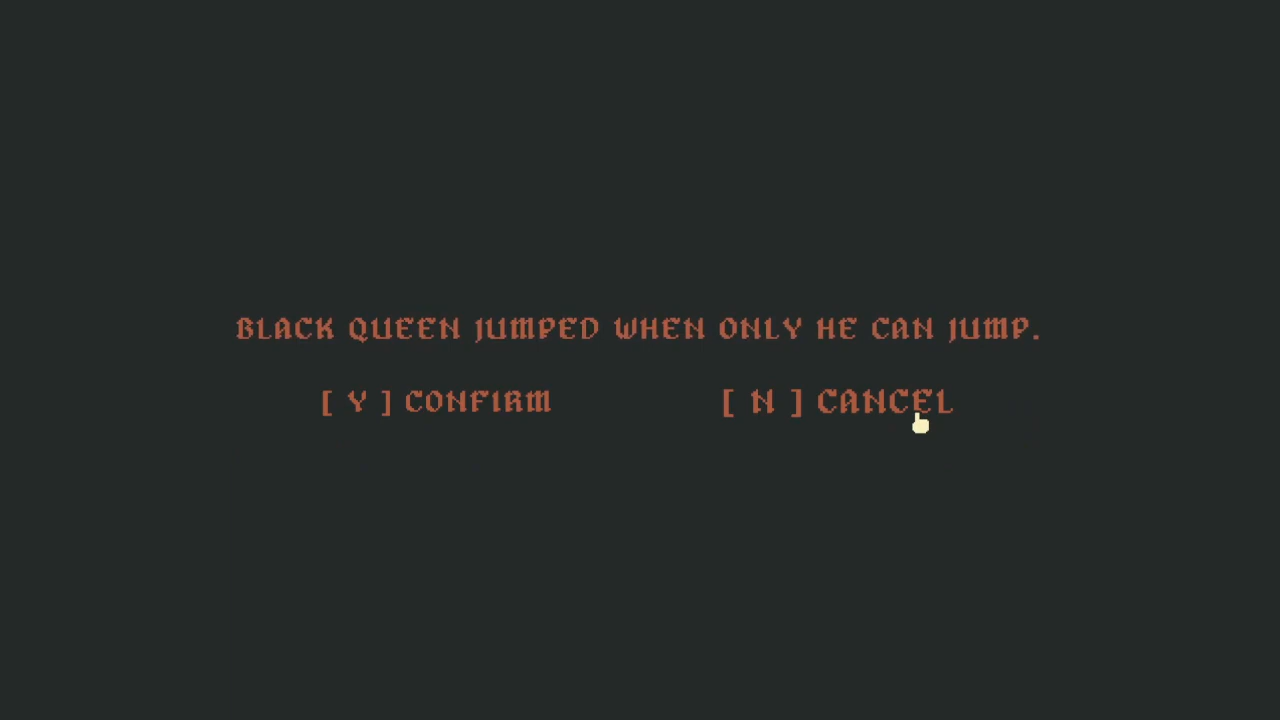 BLACK QUEEN JUMPED WHEN ONLY HE CAN JUMP.
[ Y ] CONFIRM [ N ] CANCEL